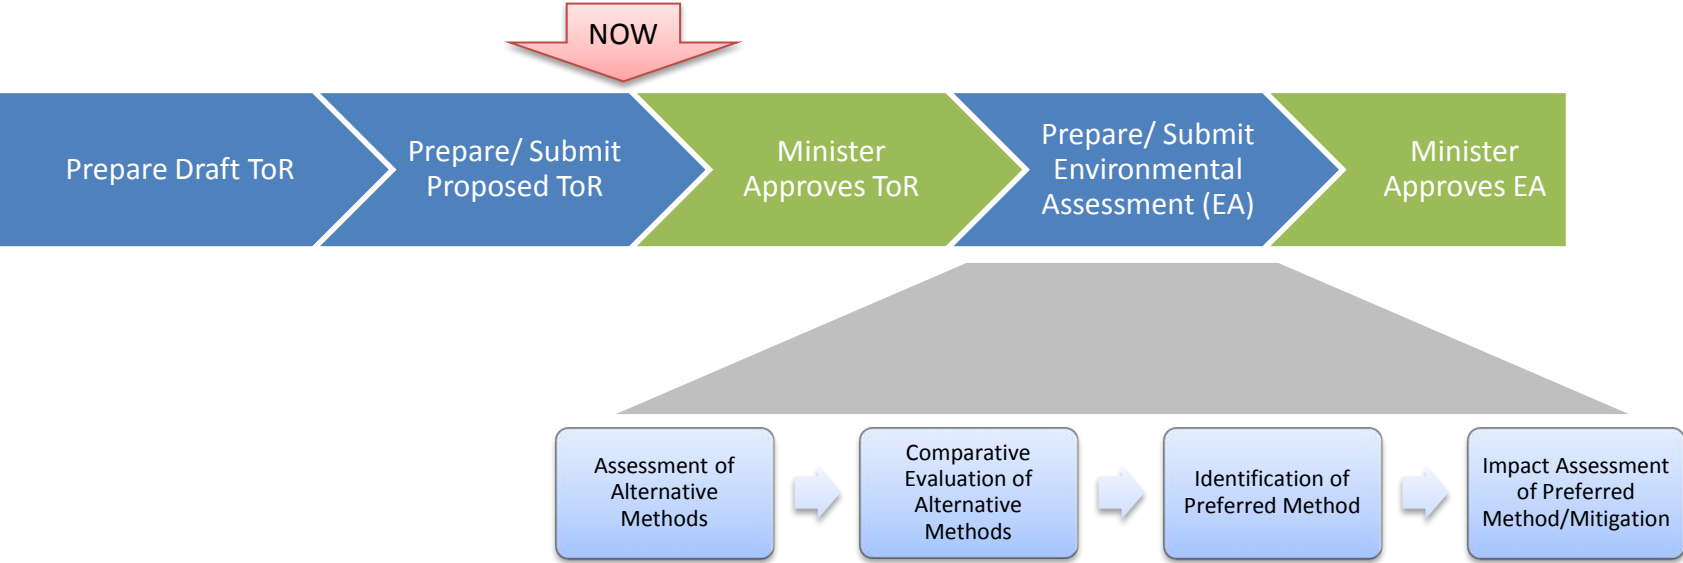 NOW
Prepare Draft ToR
Prepare/ Submit
Proposed ToR
Minister
Approves ToR
Prepare/ Submit
Environmental
Assessment (EA)
Minister
Approves EA
Assessment of
Alternative
Methods
Comparative
Evaluation of
Alternative
Methods
Identification of
Preferred Method
Impact Assessment
of Preferred
Method/Mitigation